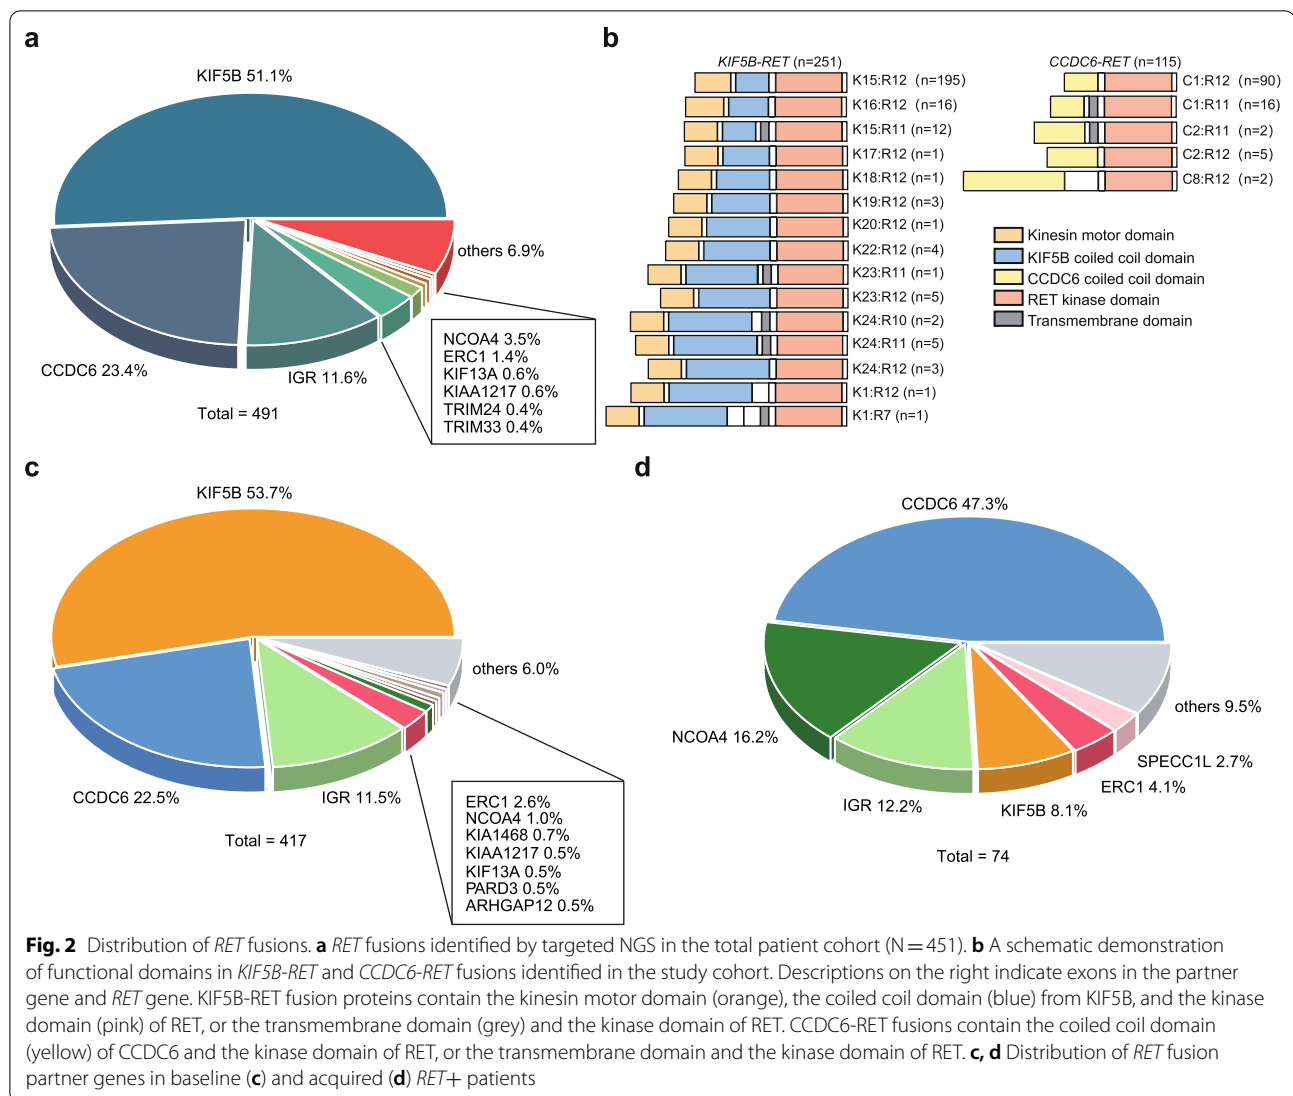 a
KIF5B 51.1%
others 6.9%
CCDC6 23.4%
IGR 11.6%
Total = 491
NCOA4 3.5%
ERC1 1.4%
KIF13A 0.6%
KIAA1217 0.6%
TRIM24 0.4%
TRIM33 0.4%
b
KIF5B-RET (n=251)
K15:R12 (n=195)
K16:R12 (n=16)
K15:R11 (n=12)
K17:R12 (n=1)
K18:R12 (n=1)
K19:R12 (n=3)
K20:R12 (n=1)
K22:R12 (n=4)
K23:R11 (n=1)
K23:R12 (n=5)
K24:R10 (n=2)
K24:R11 (n=5)
K24:R12 (n=3)
K1:R12 (n=1)
K1:R7 (n=1)
CCDC6-RET (n=115)
C1:R12 (n=90)
C1:R11 (n=16)
C2:R11 (n=2)
C2:R12 (n=5)
C8:R12 (n=2)
Kinesin motor domain
KIF5B coiled coil domain
CCDC6 coiled coil domain
RET kinase domain
Transmembrane domain
c
KIF5B 53.7%
others 6.0%
CCDC6 22.5%
IGR 11.5%
Total = 417
ERC1 2.6%
NCOA4 1.0%
KIA1468 0.7%
KIAA1217 0.5%
KIF13A 0.5%
PARD3 0.5%
ARHGAP12 0.5%
d
CCDC6 47.3%
others 9.5%
NCOA4 16.2%
SPECC1L 2.7%
ERC1 4.1%
IGR 12.2%
KIF5B 8.1%
Total = 74
Fig. 2 Distribution of RET fusions. a RET fusions identified by targeted NGS in the total patient cohort (N = 451). b A schematic demonstration
of functional domains in KIF5B-RET and CCDC6-RET fusions identified in the study cohort. Descriptions on the right indicate exons in the partner
gene and RET gene. KIF5B-RET fusion proteins contain the kinesin motor domain (orange), the coiled coil domain (blue) from KIF5B, and the kinase
domain (pink) of RET, or the transmembrane domain (grey) and the kinase domain of RET. CCDC6-RET fusions contain the coiled coil domain
(yellow) of CCDC6 and the kinase domain of RET, or the transmembrane domain and the kinase domain of RET. c, d Distribution of RET fusion
partner genes in baseline (c) and acquired (d) RET+ patients